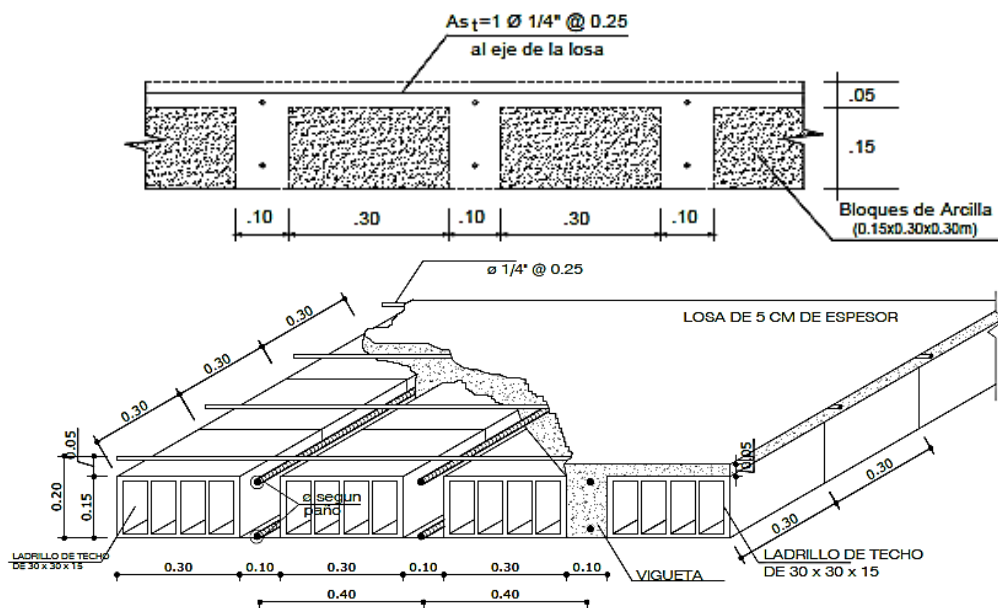 As t=1 Ø 1/4" @ 0.25
al eje de la losa
.05
.15
.10
.30
.10
.30
.10
Bloques de Arcilla
(0.15x0.30x0.30m)
ø 1/4" @ 0.25
LOSA DE 5 CM DE ESPESOR
0.30
0.30
0.30
0.05
0.20
0.15
ø segun
paño
0.05
0.30
0.30
LADRILLO DE TECHO
DE 30 x 30 x 15
LADRILLO DE TECHO
DE 30 x 30 x 15
VIGUETA
0.30
0.10
0.30
0.10
0.30
0.10
0.40
0.40